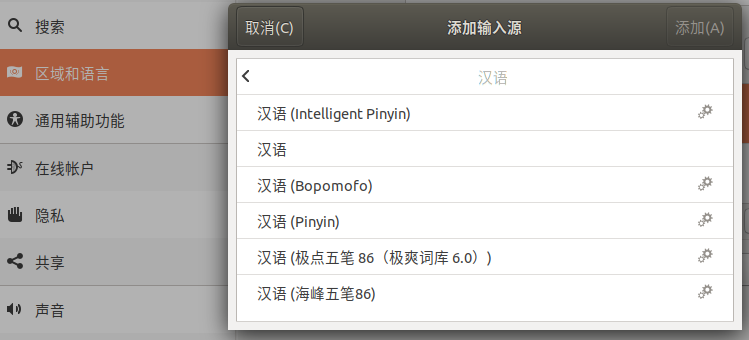 搜索
区域和语言
通用辅助功能
在线帐户
隐私
共享
声音
取消(C)
添加输入源
添加(A)
汉语
汉语 (Intelligent Pinyin)
汉语
汉语 (Bopomofo)
汉语 (Pinyin)
汉语 (极点五笔 86（极爽词库 6.0）)
汉语 (海峰五笔86)